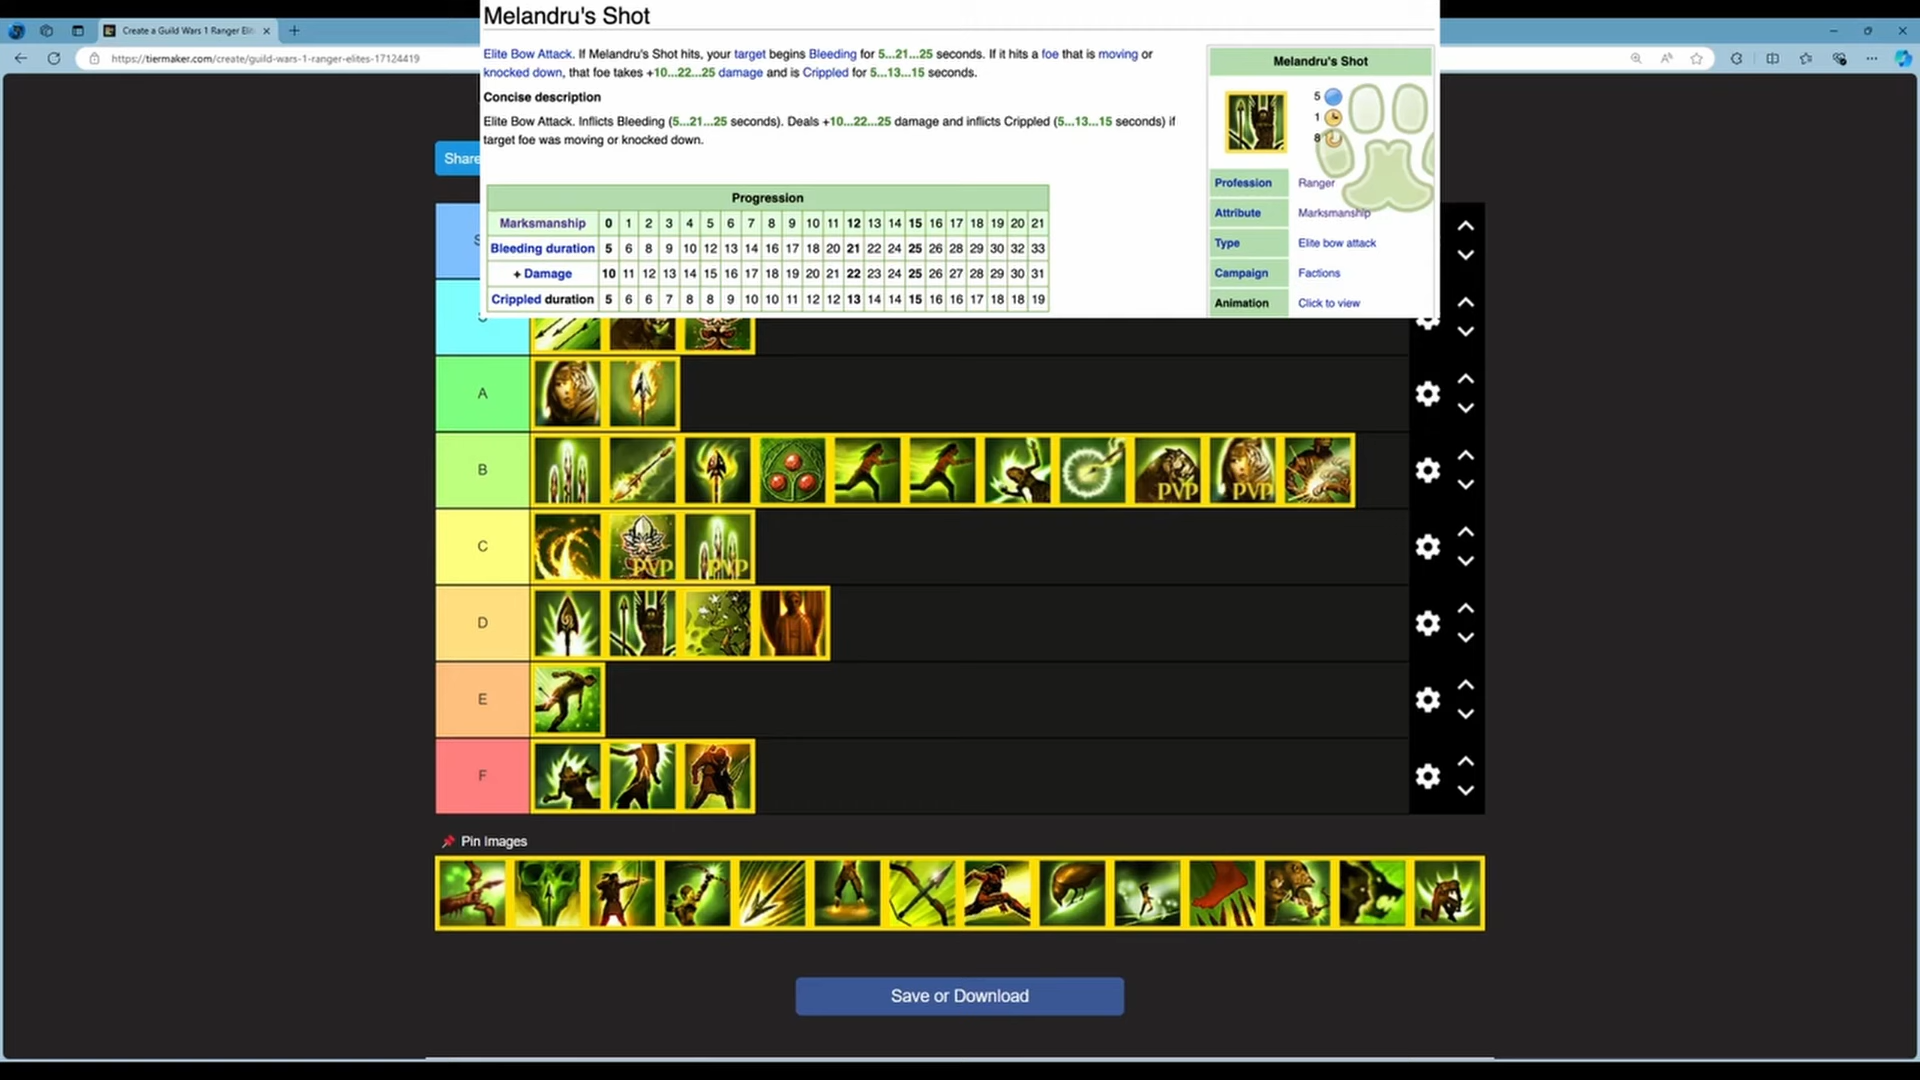 Melandru's Shot
Create a Guild Wars 1 Ranger Elit
https://tiermaker.com/create/guild-wars-1-ranger-elites-17124419
Elite Bow Attack. If Melandru's Shot hits, your target begins Bleeding for 5...21...25 seconds. If it hits a foe that is moving or
knocked down, that foe takes +10...22...25 damage and is Crippled for 5...13...15 seconds.
Concise description
Elite Bow Attack. Inflicts Bleeding (5...21...25 seconds). Deals +10...22...25 damage and inflicts Crippled (5...13...15 seconds) if
target foe was moving or knocked down.
Progression
Marksmanship 0 1 2 3 4 5 6 7 8 9 10 11 12 13 14 15 16 17 18 19 20 21
Bleeding duration 5 6 8 9 10 12 13 14 16 17 18 20 21 22 24 25 26 28 29 30 32 33
+ Damage 10 11 12 13 14 15 16 17 18 19 20 21 22 23 24 25 26 27 28 29 30 31
Crippled duration 5 6 6 7 8 8 9 10 10 11 12 12 13 14 14 15 16 16 17 18 18 19
Melandru's Shot
5
1
8
Profession Ranger
Attribute Marksmanship
Type Elite bow attack
Campaign Factions
Animation Click to view
Share
A
B
PVP PVP
C
PVP PVP
D
E
F
Pin Images
Save or Download